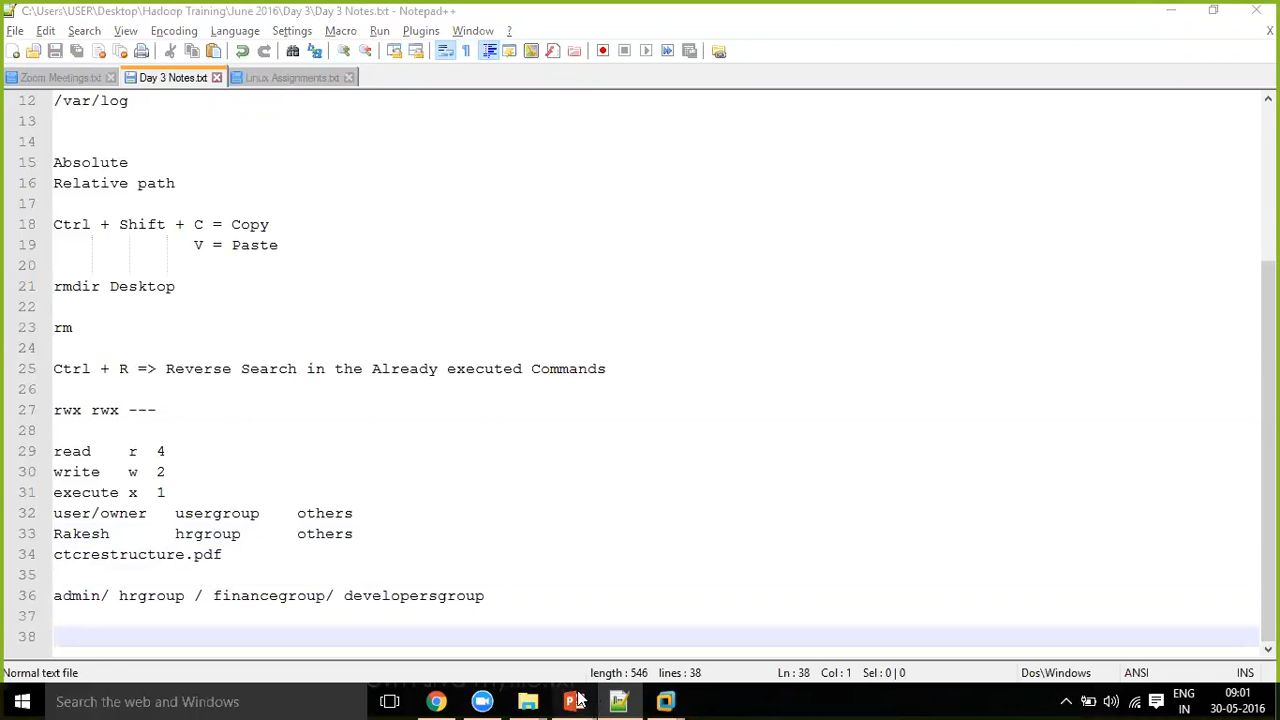 C:\Users\USER\Desktop\Hadoop Training\June 2016\Day 3\Day 3 Notes.txt - Notepad++
File Edit Search View Encoding Language Settings Macro Run Plugins Window ? X
Zoom Meetings.txt Day 3 Notes.txt Linux Assignments.txt
12 /var/log
13
14
15 Absolute
16 Relative path
17
18 Ctrl + Shift + C = Copy
19 V = Paste
20
21 rmdir Desktop
22
23 rm
24
25 Ctrl + R => Reverse Search in the Already executed Commands
26
27 rwx rwx ---
28
29 read r 4
30 write w 2
31 execute x 1
32 user/owner usergroup others
33 Rakesh hrgroup others
34 ctcrestructure.pdf
35
36 admin/ hrgroup / financegroup/ developersgroup
37
38
Normal text file length : 546 lines : 38 Ln : 38 Col : 1 Sel : 0 | 0 Dos\Windows ANSI INS
Search the web and Windows ENG 09:01
IN 30-05-2016